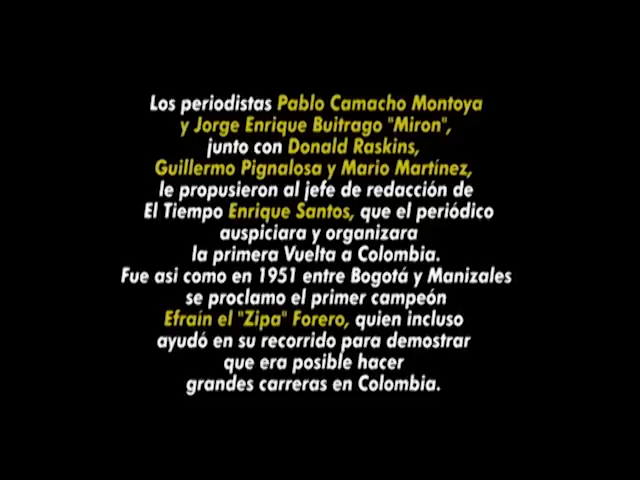 Los periodistas Pablo Camacho Montoya
y Jorge Enrique Buitrago "Miron",
junto con Donald Raskins,
Guillermo Pignalosa y Mario Martínez,
le propusieron al jefe de redacción de
El Tiempo Enrique Santos, que el periódico
auspiciara y organizara
la primera Vuelta a Colombia.
Fue asi como en 1951 entre Bogotá y Manizales
se proclamo el primer campeón
Efraín el "Zipa" Forero, quien incluso
ayudó en su recorrido para demostrar
que era posible hacer
grandes carreras en Colombia.